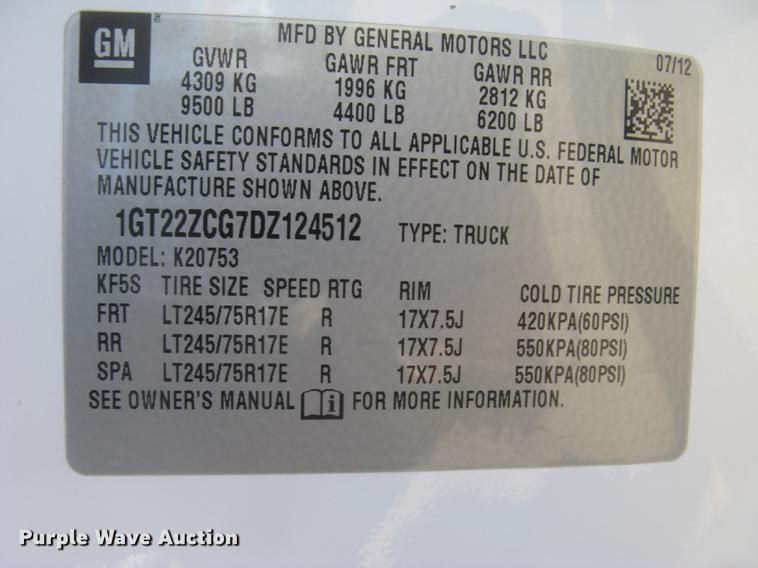 GM
MFD BY GENERAL MOTORS LLC
07/12
GVWR GAWR FRT GAWR RR
4309 KG 1996 KG 2812 KG
9500 LB 4400 LB 6200 LB
THIS VEHICLE CONFORMS TO ALL APPLICABLE U.S. FEDERAL MOTOR
VEHICLE SAFETY STANDARDS IN EFFECT ON THE DATE OF
MANUFACTURE SHOWN ABOVE.
1GT22ZCG7DZ124512 TYPE: TRUCK
MODEL: K20753
KF5S TIRE SIZE SPEED RTG RIM COLD TIRE PRESSURE
FRT LT245/75R17E R 17X7.5J 420KPA(60PSI)
RR LT245/75R17E R 17X7.5J 550KPA(80PSI)
SPA LT245/75R17E R 17X7.5J 550KPA(80PSI)
SEE OWNER'S MANUAL i FOR MORE INFORMATION.
Purple Wave Auction